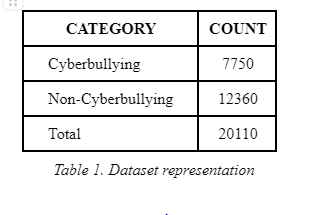 CATEGORY COUNT
Cyberbullying 7750
Non-Cyberbullying 12360
Total 20110
Table 1. Dataset representation